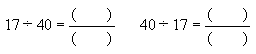 17÷40=(  )/(  )  40÷17=(  )/(  )